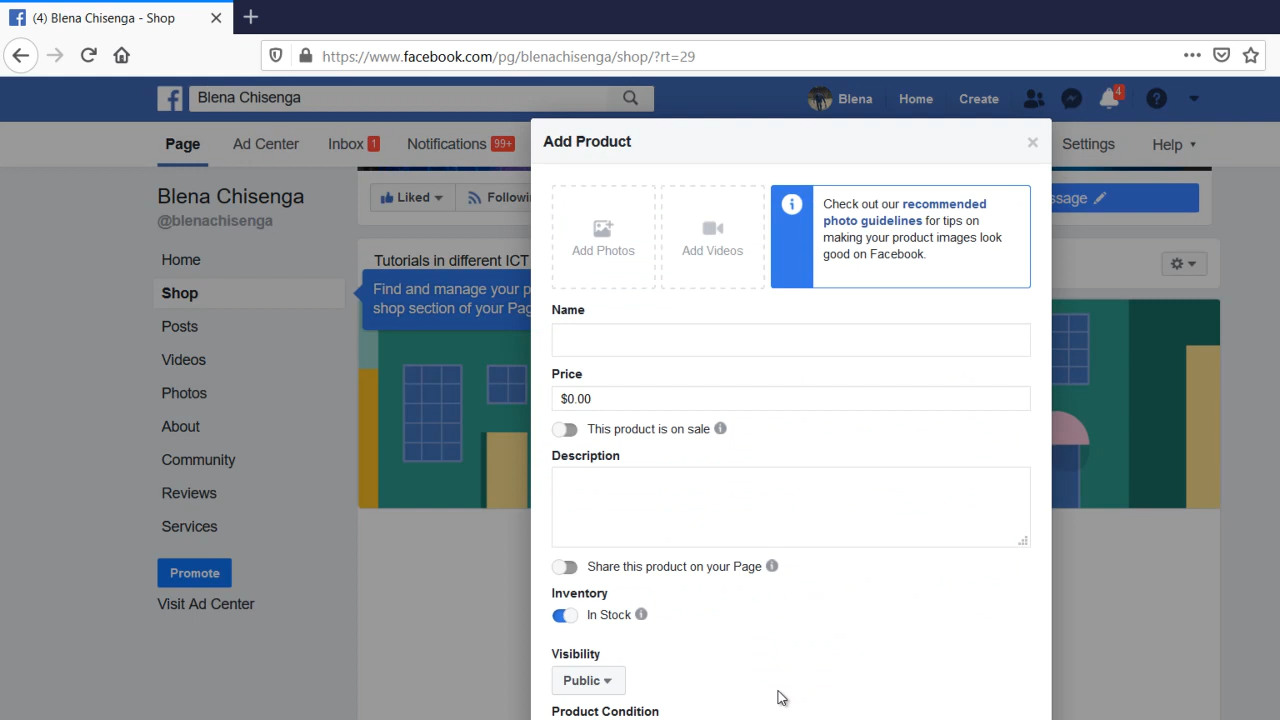 (4) Blena Chisenga - Shop
https://www.facebook.com/pg/blenachisenga/shop/?rt=29
Blena Chisenga
Blena
Home
Create
4
Page
Ad Center
Inbox 1
Notifications 99+
Settings
Help
Add Product
Blena Chisenga
@blenachisenga
Liked
Followi
ssage
Home
Shop
Posts
Videos
Photos
About
Community
Reviews
Services
Promote
Visit Ad Center
Tutorials in different ICT
Find and manage your p
shop section of your Pag
Add Photos
Add Videos
Check out our recommended
photo guidelines for tips on
making your product images look
good on Facebook.
Name
Price
$0.00
This product is on sale
Description
Share this product on your Page
Inventory
In Stock
Visibility
Public
Product Condition